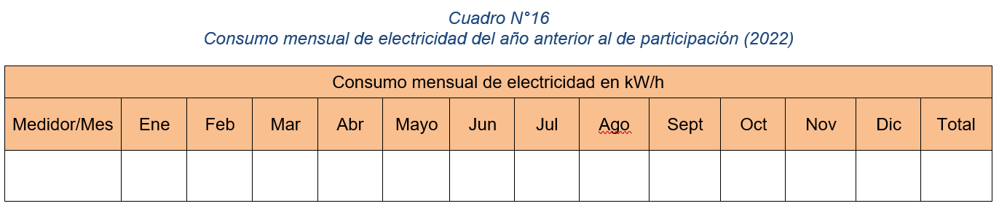 Cuadro N°16
Consumo mensual de electricidad del año anterior al de participación (2022)
Consumo mensual de electricidad en kW/h
Medidor/Mes Ene Feb Mar Abr Mayo Jun Jul Ago Sept Oct Nov Dic Total